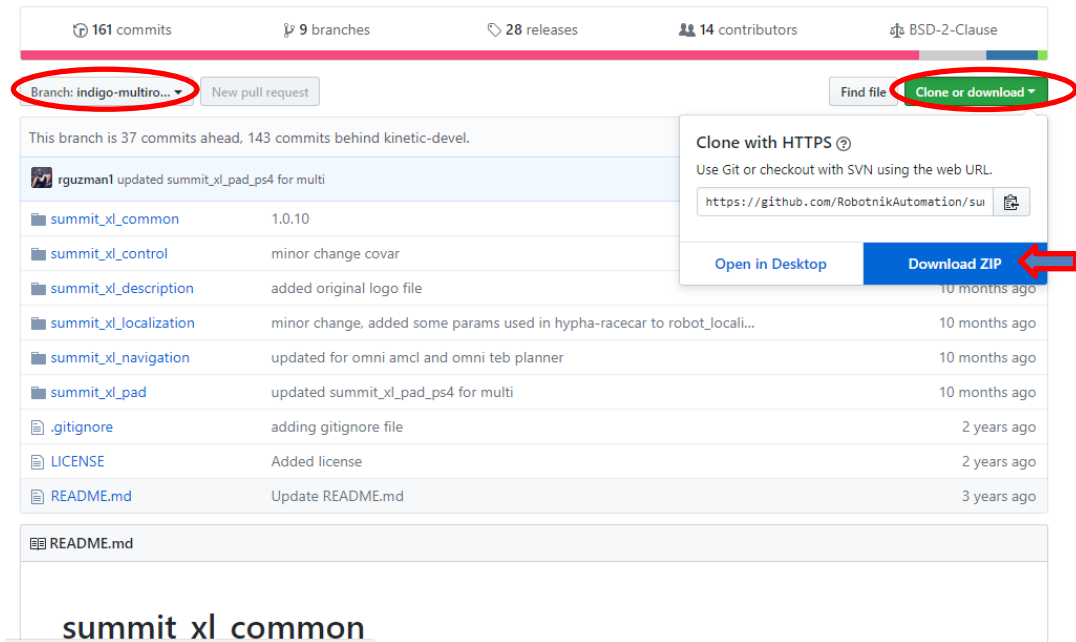 161 commits 9 branches 28 releases 14 contributors BSD-2-Clause
Branch: indigo-multiro... New pull request Find file Clone or download
This branch is 37 commits ahead, 143 commits behind kinetic-devel.
Clone with HTTPS
Use Git or checkout with SVN using the web URL.
https://github.com/RobotnikAutomation/su
Open in Desktop Download ZIP
rguzman1 updated summit_xl_pad_ps4 for multi
summit_xl_common 1.0.10
summit_xl_control minor change covar
summit_xl_description added original logo file 10 months ago
summit_xl_localization minor change, added some params used in hypha-racecar to robot_locali... 10 months ago
summit_xl_navigation updated for omni amcl and omni teb planner 10 months ago
summit_xl_pad updated summit_xl_pad_ps4 for multi 10 months ago
.gitignore adding gitignore file 2 years ago
LICENSE Added license 2 years ago
README.md Update README.md 3 years ago
README.md
summit_xl_common